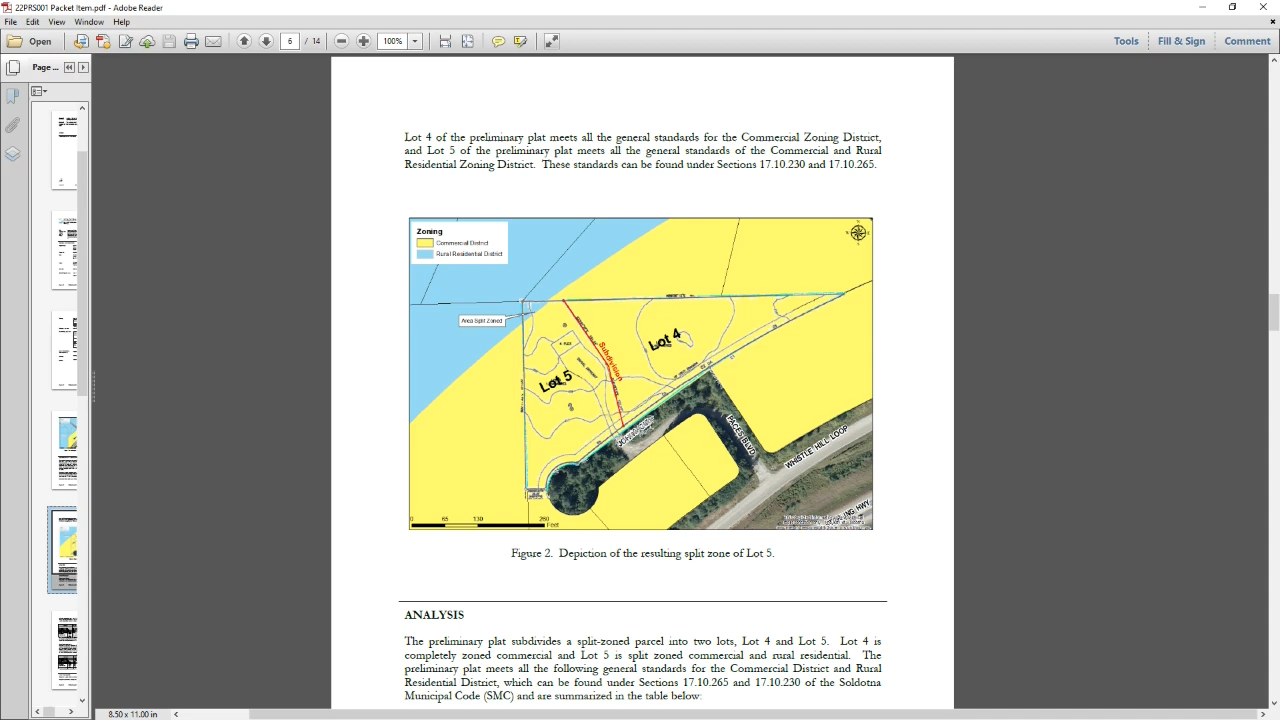 22PRS001 Packet Item.pdf - Adobe Reader
File Edit View Window Help
Open 6 / 14 100% Tools Fill & Sign Comment
Page ...
Lot 4 of the preliminary plat meets all the general standards for the Commercial Zoning District,
and Lot 5 of the preliminary plat meets all the general standards of the Commercial and Rural
Residential Zoning District. These standards can be found under Sections 17.10.230 and 17.10.265.
Zoning
Commercial District
Rural Residential District
Area Split Zoned
Lot 4
Subdivision
Lot 5
PACES BLVD
WHISTLE HILL LOOP
0 65 130 260
Feet
Figure 2. Depiction of the resulting split zone of Lot 5.
ANALYSIS
The preliminary plat subdivides a split-zoned parcel into two lots, Lot 4 and Lot 5. Lot 4 is
completely zoned commercial and Lot 5 is split zoned commercial and rural residential. The
preliminary plat meets all the following general standards for the Commercial District and Rural
Residential District, which can be found under Sections 17.10.265 and 17.10.230 of the Soldotna
Municipal Code (SMC) and are summarized in the table below:
8.50 x 11.00 in